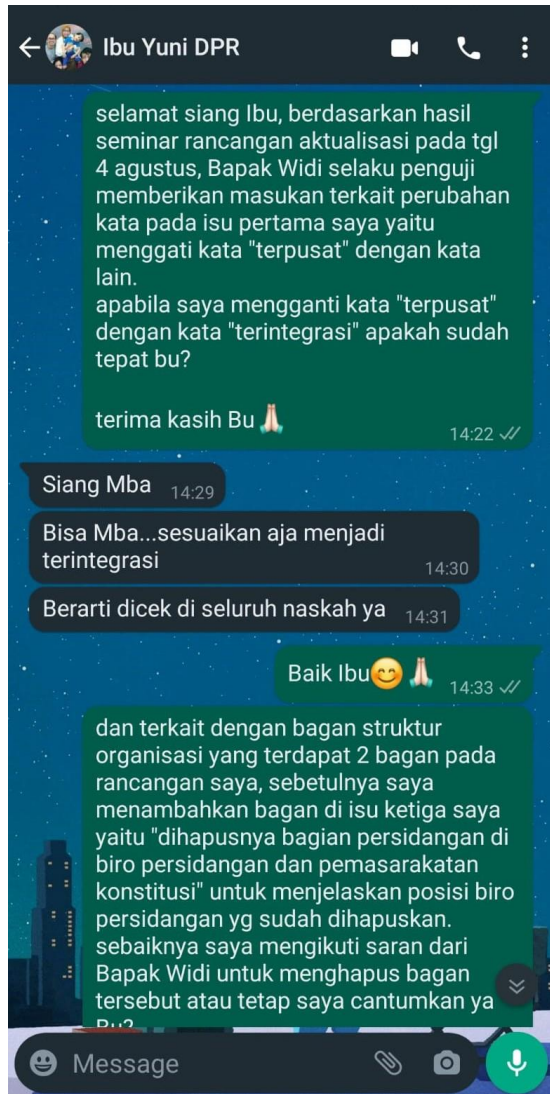 Ibu Yuni DPR
selamat siang Ibu, berdasarkan hasil
seminar rancangan aktualisasi pada tgl
4 agustus, Bapak Widi selaku penguji
memberikan masukan terkait perubahan
kata pada isu pertama saya yaitu
menggati kata "terpusat" dengan kata
lain.
apabila saya mengganti kata "terpusat"
dengan kata "terintegrasi" apakah sudah
tepat bu?
terima kasih Bu🙏🏻
14:22
Siang Mba 14:29
Bisa Mba...sesuaikan aja menjadi
terintegrasi
14:30
Berarti dicek di seluruh naskah ya 14:31
Baik Ibu😊🙏🏻 14:33
dan terkait dengan bagan struktur
organisasi yang terdapat 2 bagan pada
rancangan saya, sebetulnya saya
menambahkan bagan di isu ketiga saya
yaitu "dihapusnya bagian persidangan di
biro persidangan dan pemasarakatan
konstitusi" untuk menjelaskan posisi biro
persidangan yg sudah dihapuskan.
sebaiknya saya mengikuti saran dari
Bapak Widi untuk menghapus bagan
tersebut atau tetap saya cantumkan ya
Bu?
Message